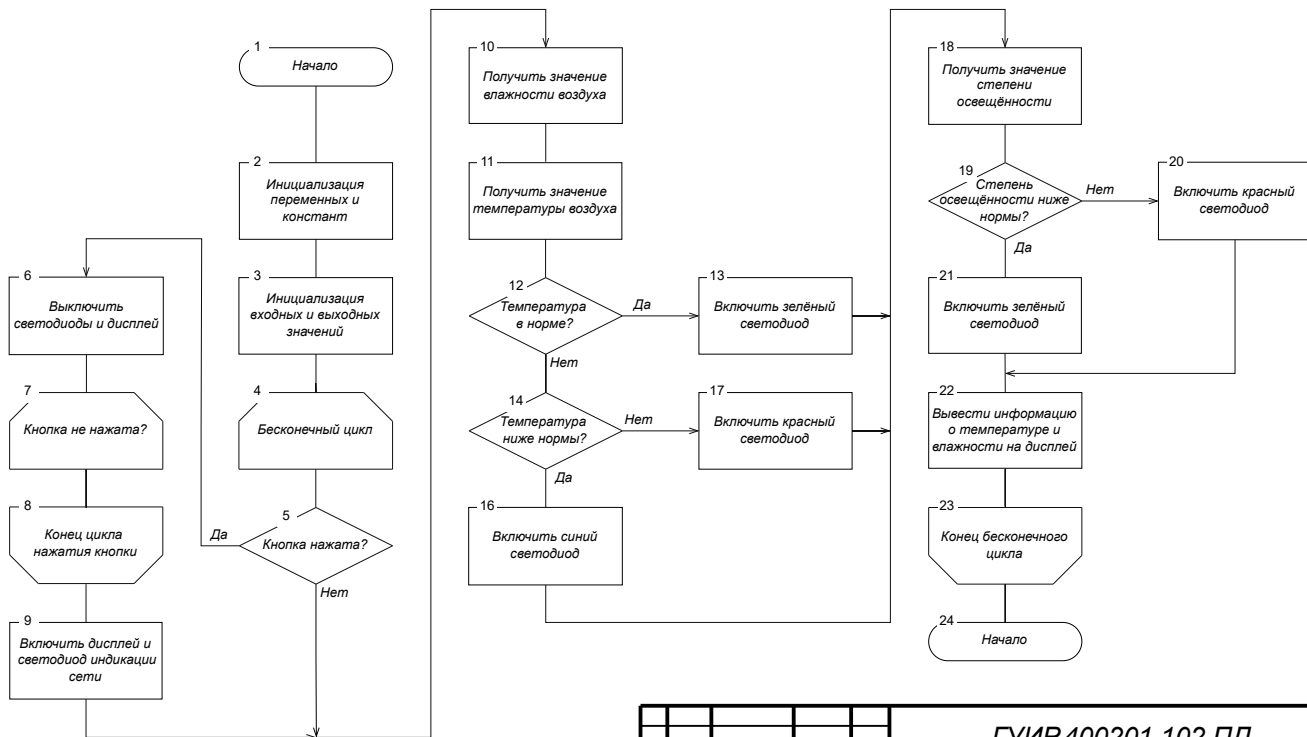 1
Начало
2
Инициализация
переменных и
констант
3
Инициализация
входных и выходных
значений
4
Бесконечный цикл
5
Кнопка нажата?
Да
Нет
6
Выключить
светодиоды и дисплей
7
Кнопка не нажата?
8
Конец цикла
нажатия кнопки
9
Включить дисплей и
светодиод индикации
сети
10
Получить значение
влажности воздуха
11
Получить значение
температуры воздуха
12
Температура
в норме?
Да
Нет
13
Включить зелёный
светодиод
14
Температура
ниже нормы?
Нет
Да
17
Включить красный
светодиод
16
Включить синий
светодиод
18
Получить значение
степени
освещённости
19
Степень
освещённости ниже
нормы?
Нет
Да
20
Включить красный
светодиод
21
Включить зелёный
светодиод
22
Вывести информацию
о температуре и
влажности на дисплей
23
Конец бесконечного
цикла
24
Начало
ГУИР.400201.102 ПД